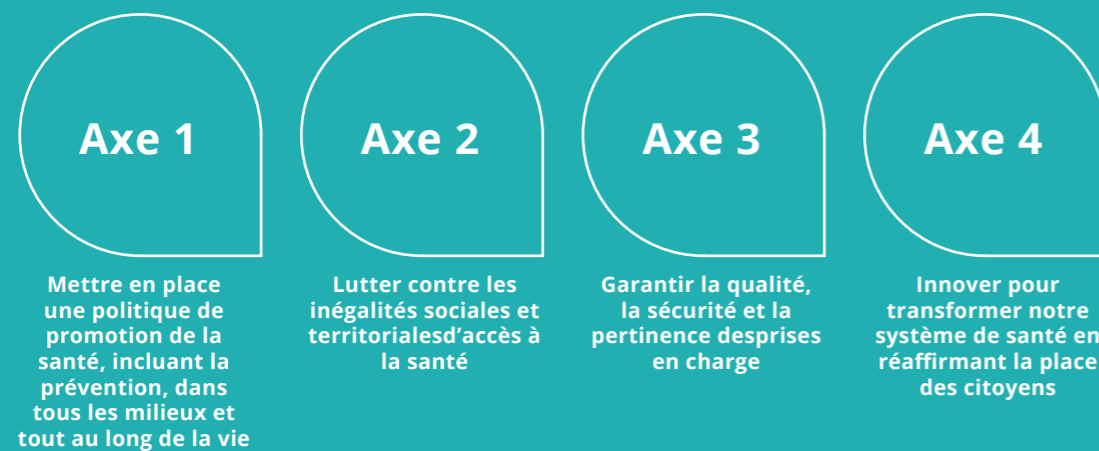 Axe 1
Mettre en place
une politique de
promotion de la
santé, incluant la
prévention, dans
tous les milieux et
tout au long de la vie
Axe 2
Lutter contre les
inégalités sociales et
territorialesd’accès à
la santé
Axe 3
Garantir la qualité,
la sécurité et la
pertinence desprises
en charge
Axe 4
Innover pour
transformer notre
système de santé en
réaffirmant la place
des citoyens